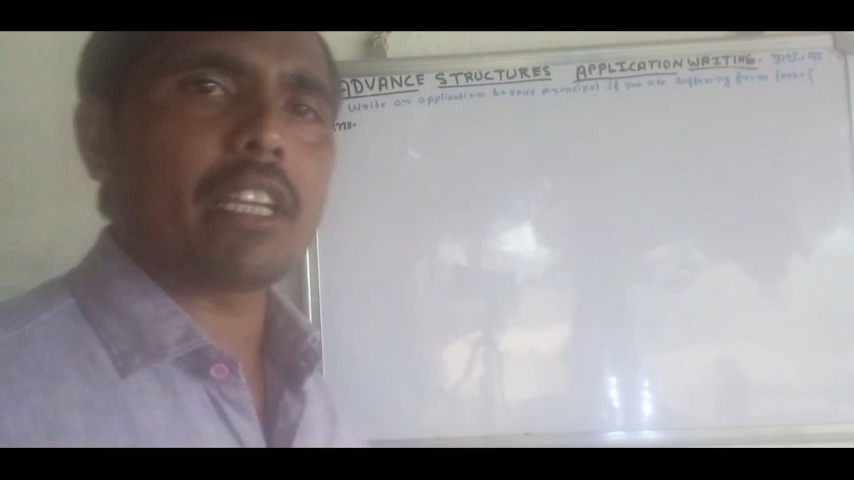 ADVANCE STRUCTURES APPLICATION WRITING.
Write an application to your principal if you are suffering from fever
Ans.